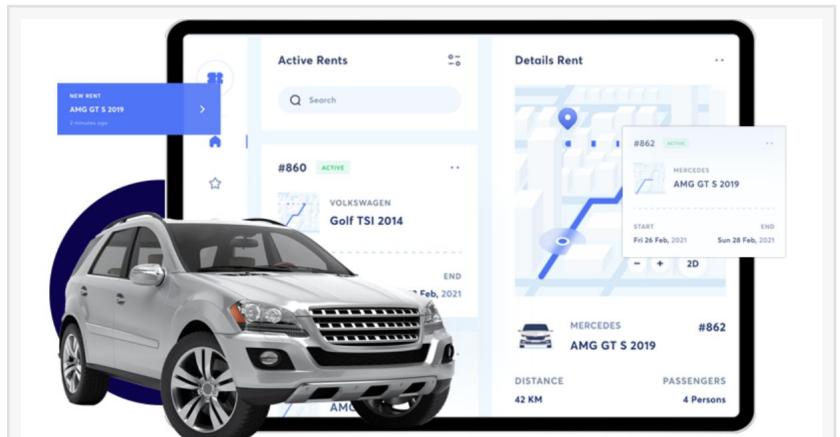 NEW RENT
AMG GT S 2019
2 minutes ago
Active Rents
Search
#860 ACTIVE
VOLKSWAGEN
Golf TSI 2014
END
Feb, 2021
AMG
Details Rent
#862 ACTIVE
MERCEDES
AMG GT S 2019
START END
Fri 26 Feb, 2021 Sun 28 Feb, 2021
- + 2D
MERCEDES #862
AMG GT S 2019
DISTANCE PASSENGERS
42 KM 4 Persons